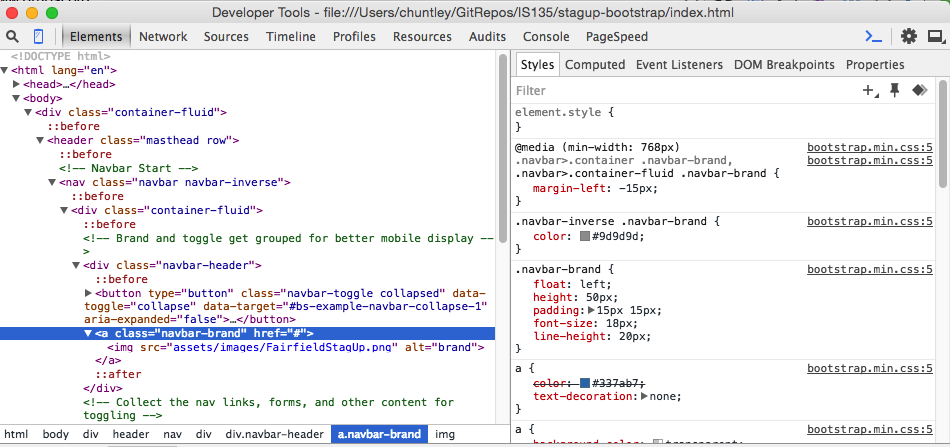 Developer Tools - file:///Users/chuntley/GitRepos/IS135/stagup-bootstrap/index.html
Elements Network Sources Timeline Profiles Resources Audits Console PageSpeed
<!DOCTYPE html>
<html lang="en">
<head>…</head>
<body>
<div class="container-fluid">
::before
<header class="masthead row">
::before
<!-- Navbar Start -->
<nav class="navbar navbar-inverse">
::before
<div class="container-fluid">
::before
<!-- Brand and toggle get grouped for better mobile display --
>
<div class="navbar-header">
::before
<button type="button" class="navbar-toggle collapsed" data-
toggle="collapse" data-target="#bs-example-navbar-collapse-1"
aria-expanded="false">…</button>
<a class="navbar-brand" href="#">
<img src="assets/images/FairfieldStagUp.png" alt="brand">
</a>
::after
</div>
<!-- Collect the nav links, forms, and other content for
toggling -->
html body div header nav div div.navbar-header a.navbar-brand img
Styles Computed Event Listeners DOM Breakpoints Properties
Filter
element.style {
}
@media (min-width: 768px) bootstrap.min.css:5
.navbar>.container .navbar-brand, bootstrap.min.css:5
.navbar>.container-fluid .navbar-brand {
margin-left: -15px;
}
.navbar-inverse .navbar-brand { bootstrap.min.css:5
color: #9d9d9d;
}
.navbar-brand { bootstrap.min.css:5
float: left;
height: 50px;
padding: 15px 15px;
font-size: 18px;
line-height: 20px;
}
a { bootstrap.min.css:5
color: #337ab7;
text-decoration: none;
}
a { bootstrap.min.css:5
background-color: transparent;